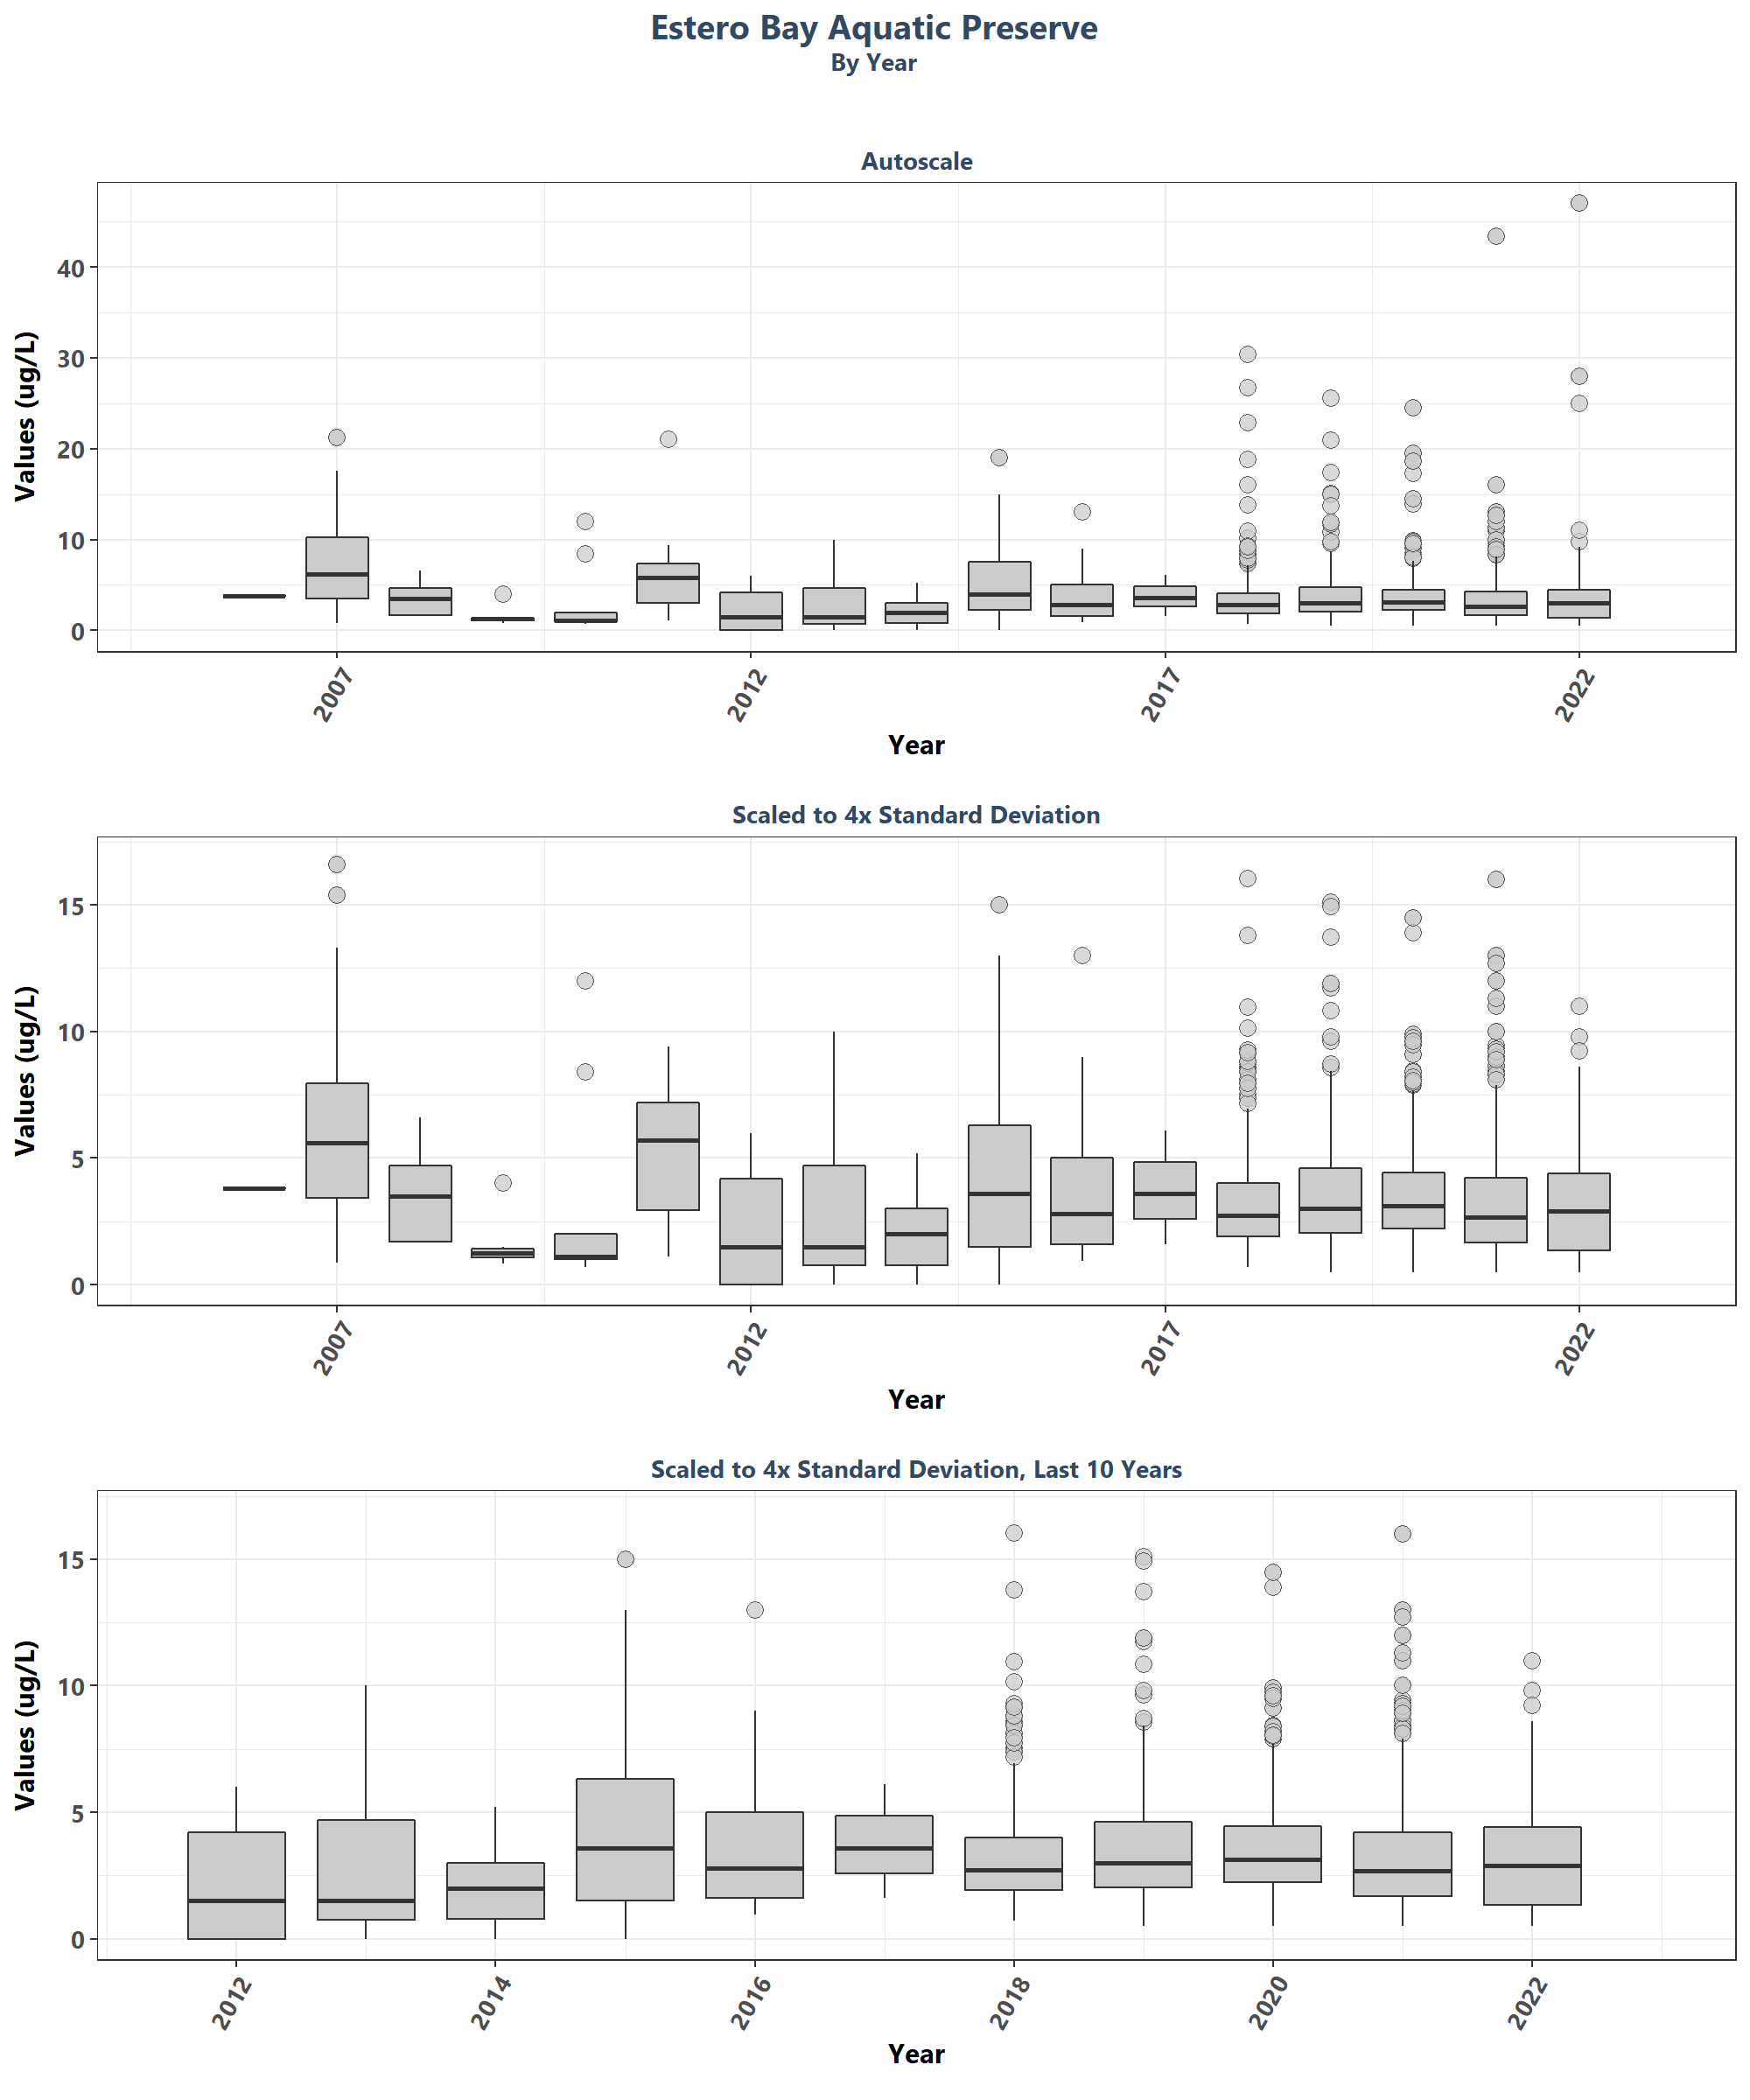 Estero Bay Aquatic Preserve
By Year
Autoscale
Values (ug/L)
40
30
20
10
0
2007
2012
2017
2022
Year
Scaled to 4x Standard Deviation
Values (ug/L)
15
10
5
0
2007
2012
2017
2022
Year
Scaled to 4x Standard Deviation, Last 10 Years
Values (ug/L)
15
10
5
0
2012
2014
2016
2018
2020
2022
Year